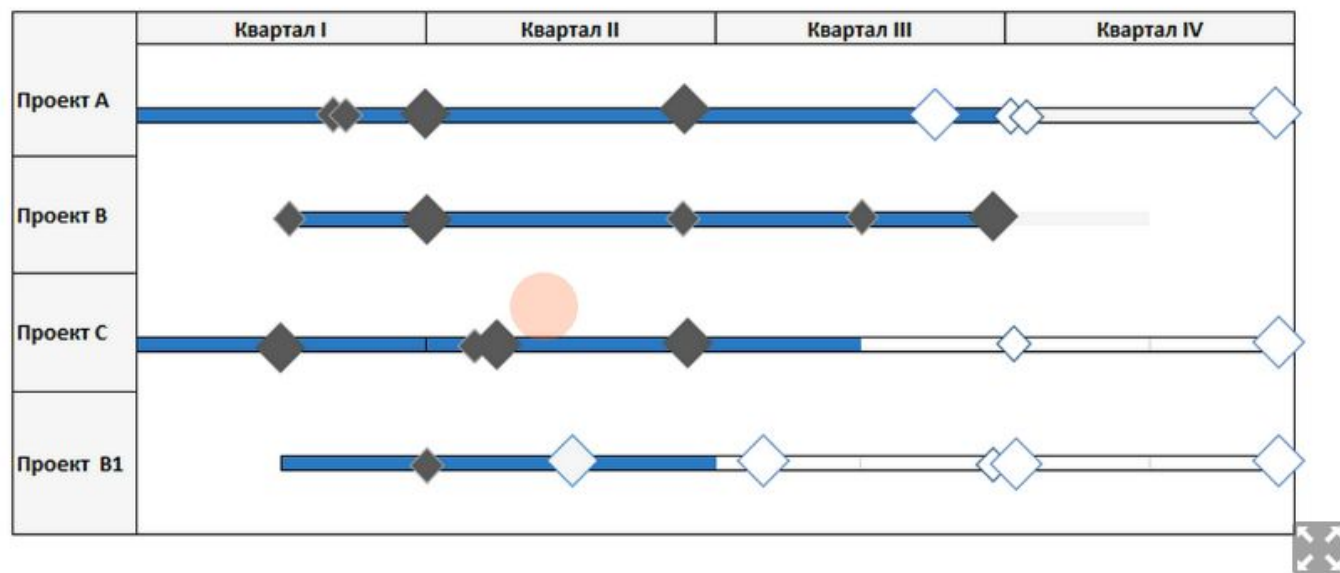 Квартал I
Квартал II
Квартал III
Квартал IV
Проект А
Проект В
Проект С
Проект В1